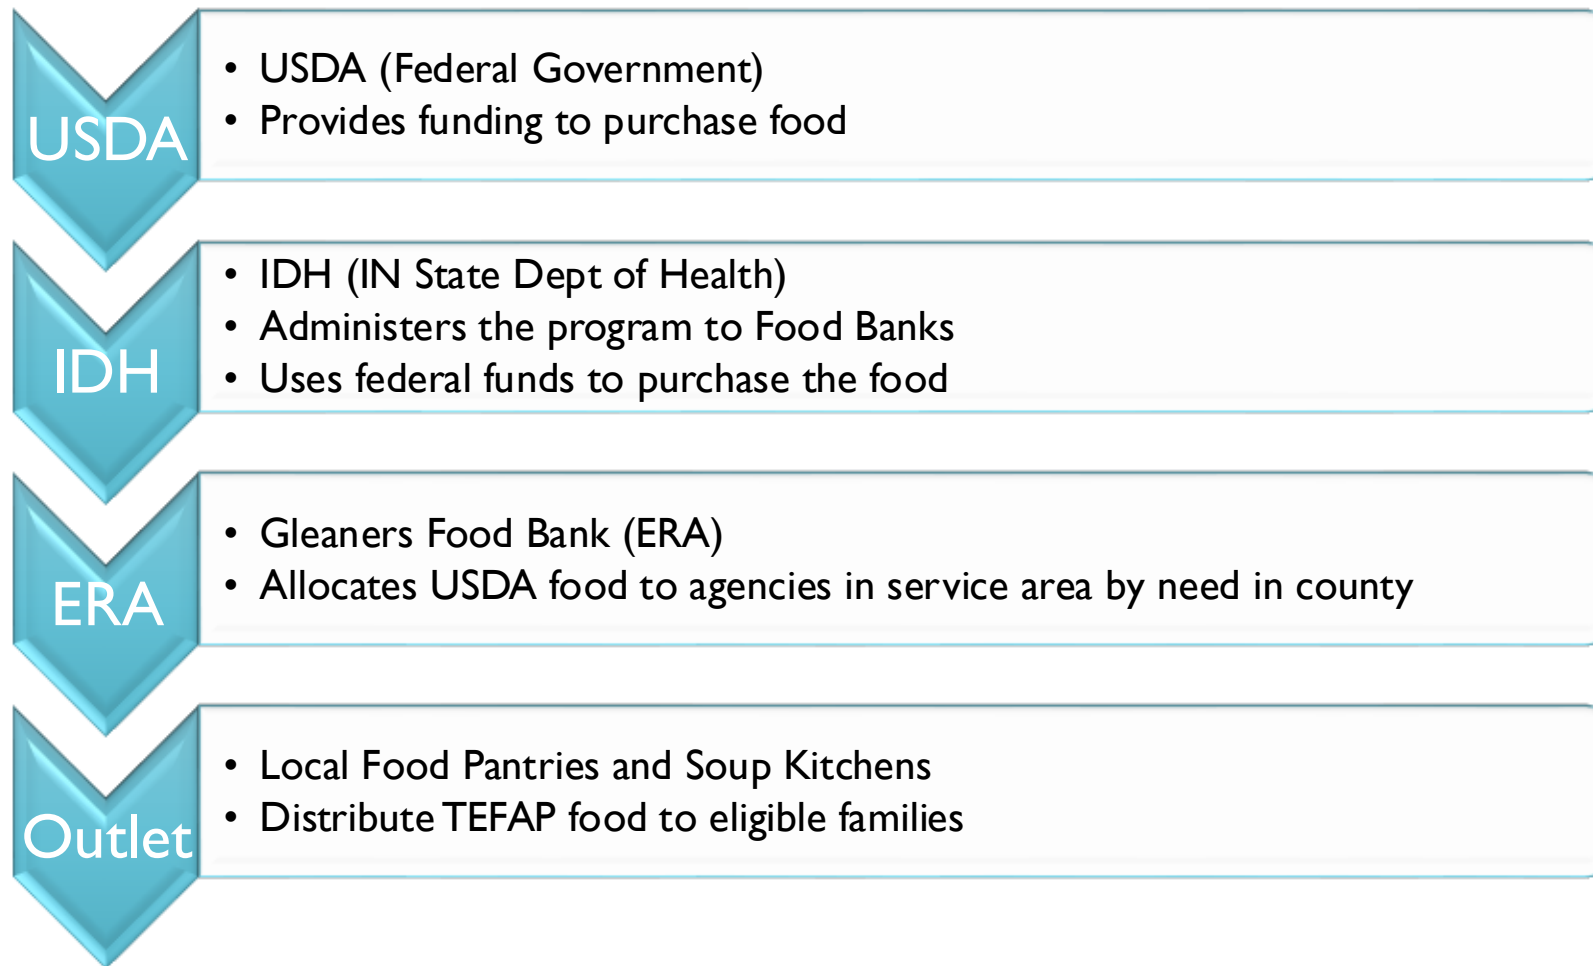 USDA
• USDA (Federal Government)
• Provides funding to purchase food
IDH
• IDH (IN State Dept of Health)
• Administers the program to Food Banks
• Uses federal funds to purchase the food
ERA
• Gleaners Food Bank (ERA)
• Allocates USDA food to agencies in service area by need in county
Outlet
• Local Food Pantries and Soup Kitchens
• Distribute TEFAP food to eligible families